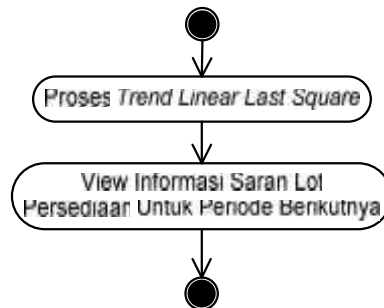 Proses Trend Linear Last Square
View Informasi Saran Lot
Persediaan Untuk Periode Berikutnya